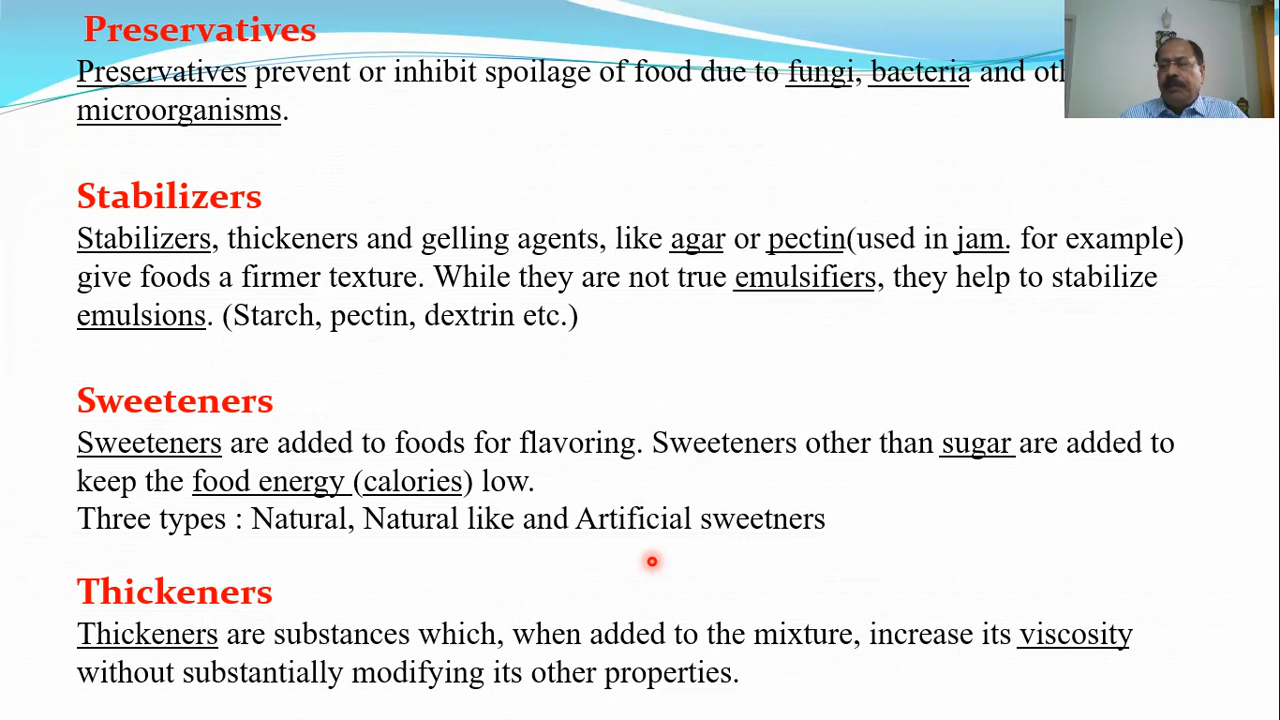 Preservatives
Preservatives prevent or inhibit spoilage of food due to fungi, bacteria and
microorganisms.
Stabilizers
Stabilizers, thickeners and gelling agents, like agar or pectin(used in jam. for example)
give foods a firmer texture. While they are not true emulsifiers, they help to stabilize
emulsions. (Starch, pectin, dextrin etc.)
Sweeteners
Sweeteners are added to foods for flavoring. Sweeteners other than sugar are added to
keep the food energy (calories) low.
Three types : Natural, Natural like and Artificial sweetners
Thickeners
Thickeners are substances which, when added to the mixture, increase its viscosity
without substantially modifying its other properties.